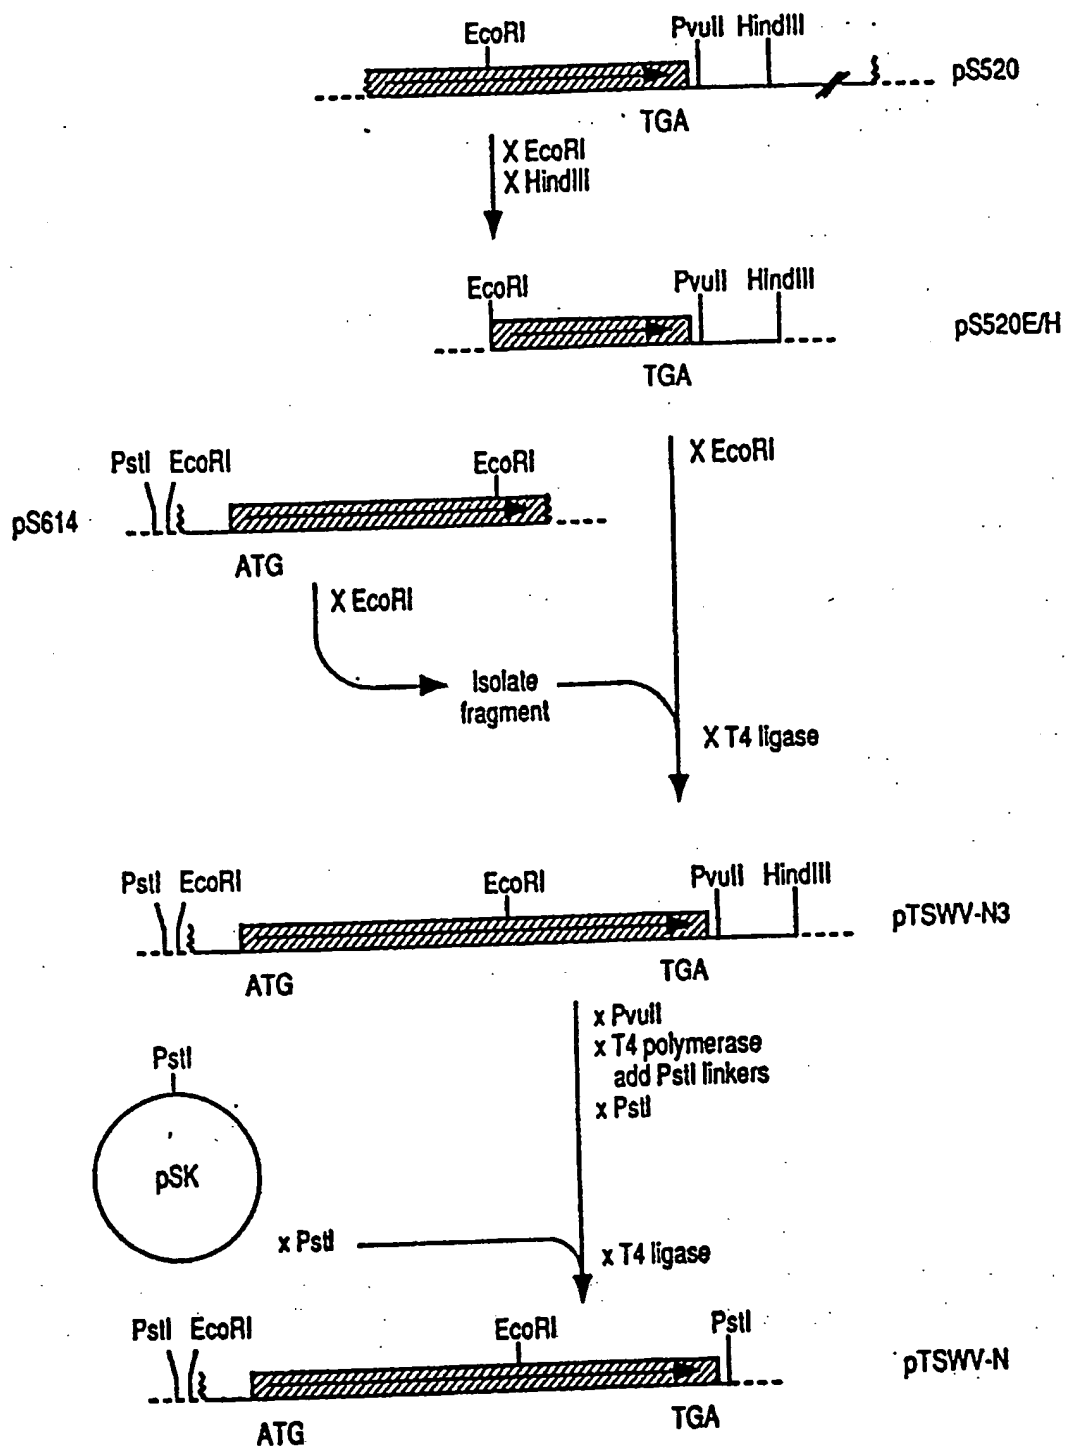 EcoRI PvuII HindIII
pS520
TGA
X EcoRI
X HindIII
EcoRI PvuII HindIII
pS520E/H
TGA
X EcoRI
PstI EcoRI EcoRI
pS614
ATG
X EcoRI
Isolate
fragment
X T4 ligase
PstI EcoRI EcoRI PvuII HindIII
pTSWV-N3
ATG TGA
x PvuII
x T4 polymerase
add PstI linkers
x PstI
PstI
pSK
x PstI
x T4 ligase
PstI EcoRI EcoRI PstI
pTSWV-N
ATG TGA